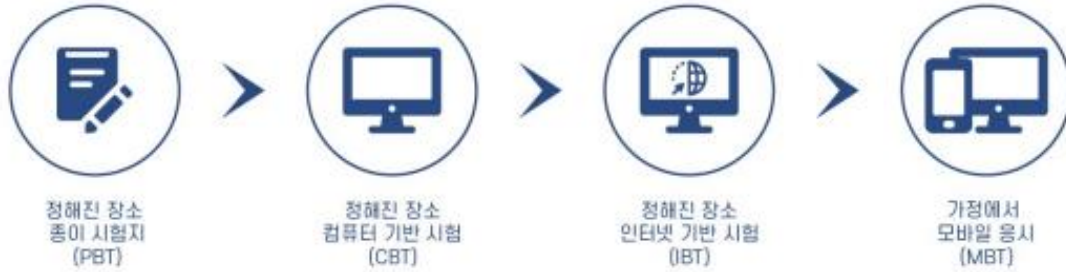 정해진 장소
종이 시험지
(PBT)
정해진 장소
컴퓨터 기반 시험
(CBT)
정해진 장소
인터넷 기반 시험
(IBT)
가정에서
모바일 응시
(MBT)